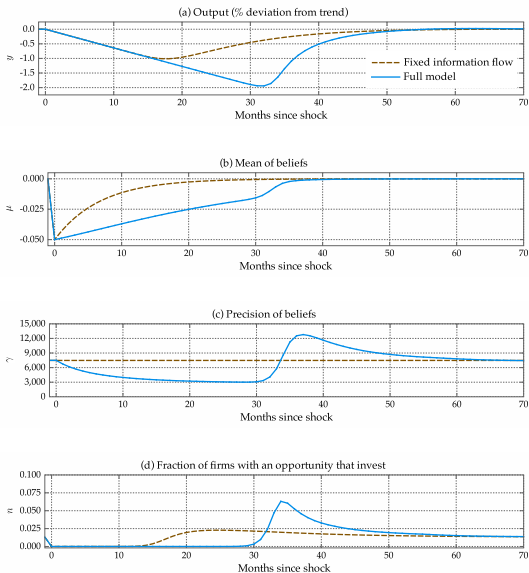 (a) Output (% deviation from trend)
0.0
-0.5
-1.0
-1.5
-2.0
y
Fixed information flow
Full model
0 10 20 30 40 50 60 70
Months since shock
(b) Mean of beliefs
0.000
-0.025
-0.050
μ
0 10 20 30 40 50 60 70
Months since shock
(c) Precision of beliefs
15,000
12,000
9,000
6,000
3,000
0
γ
0 10 20 30 40 50 60 70
Months since shock
(d) Fraction of firms with an opportunity that invest
0.100
0.075
0.050
0.025
0.000
n
0 10 20 30 40 50 60 70
Months since shock